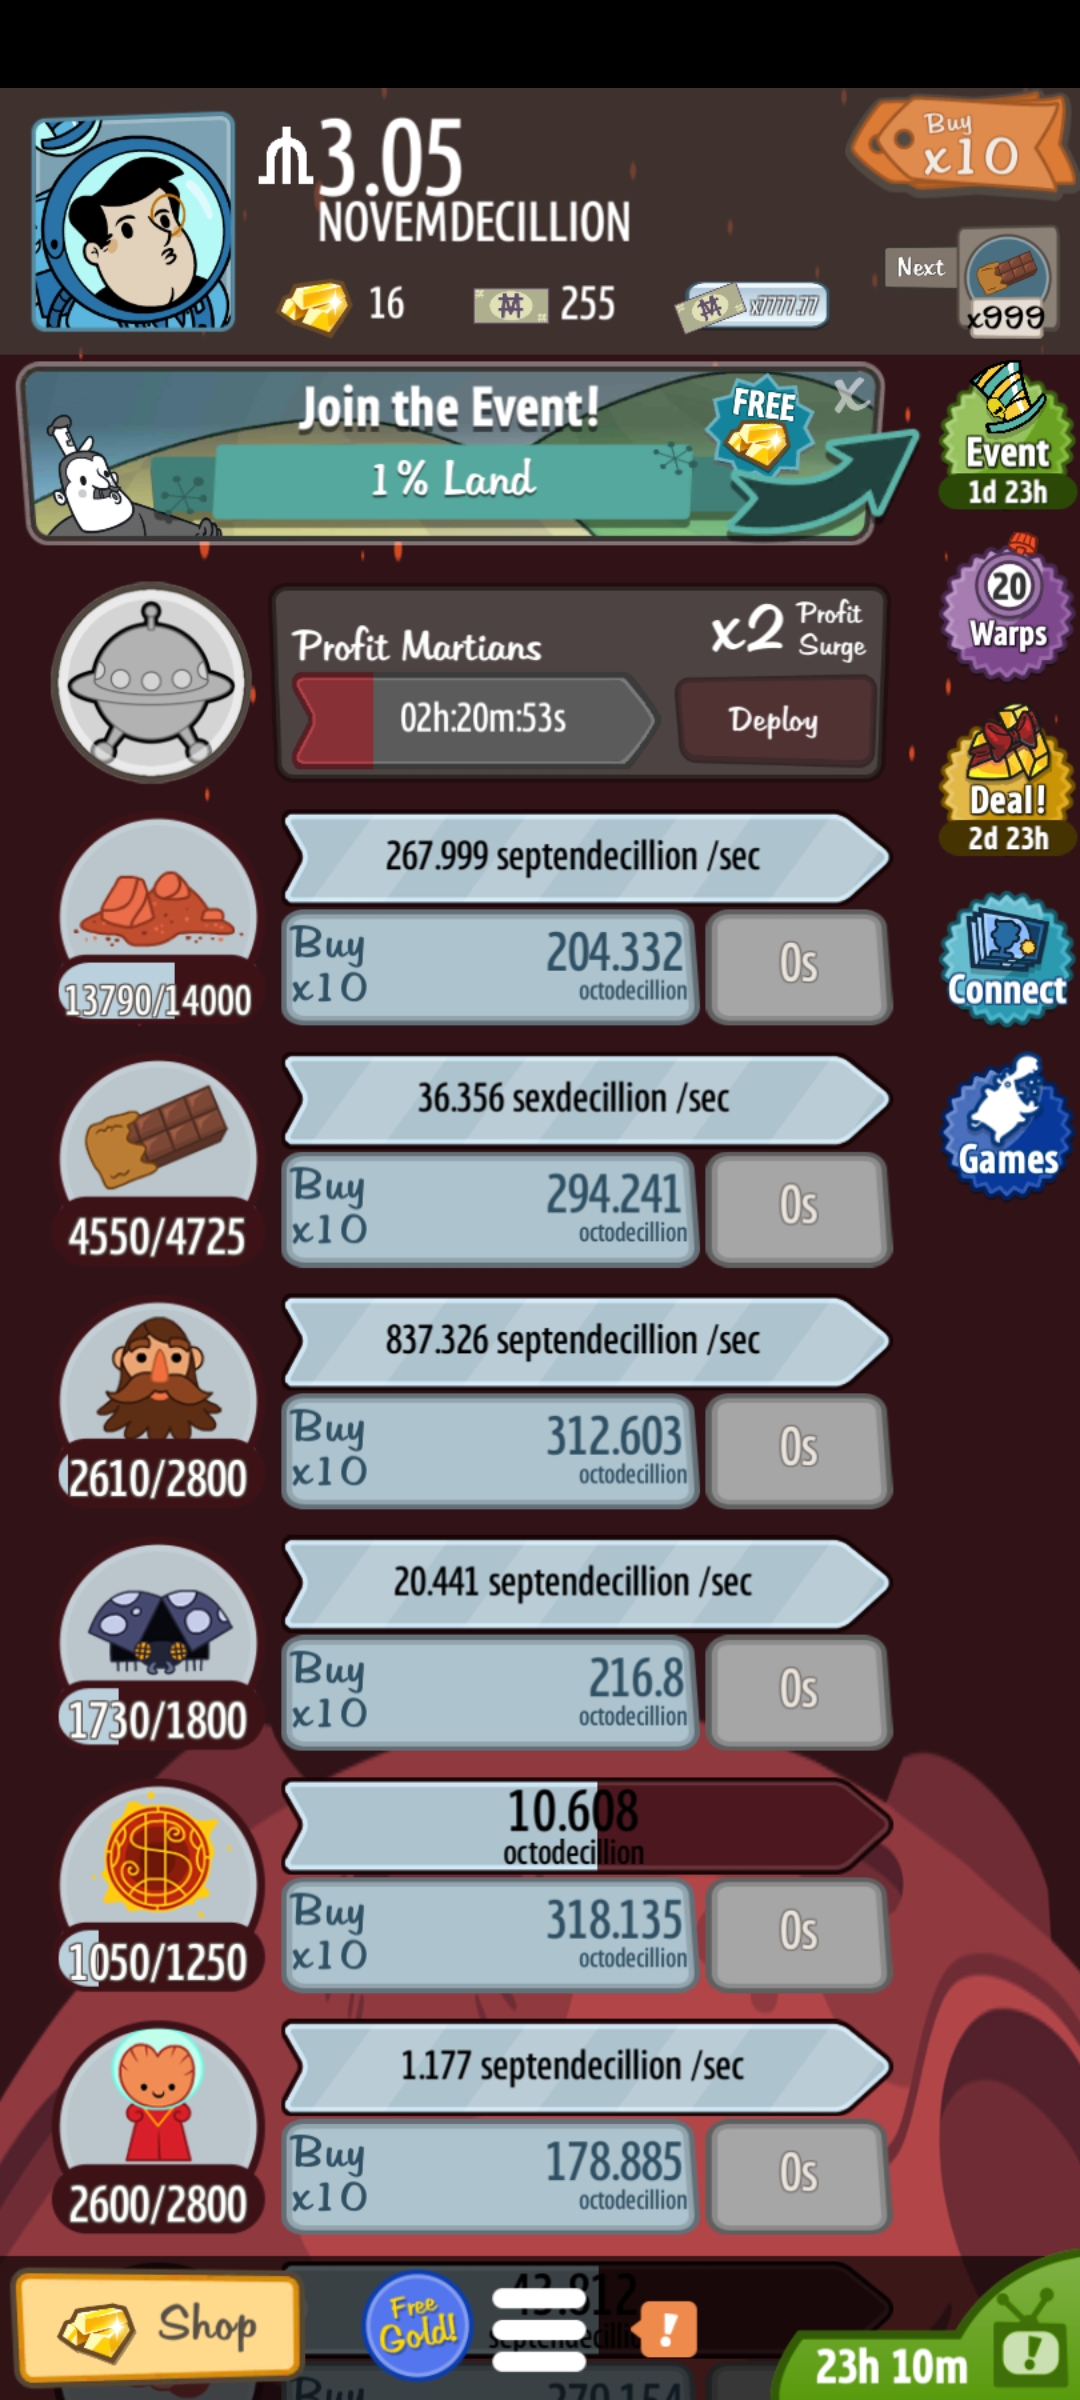 3.05
NOVEMDECILLION
16
255
x7777.77
Buy
x10
Next
x999
Join the Event!
1% Land
FREE
X
Event
1d 23h
Profit Martians
x2 Profit Surge
02h:20m:53s
Deploy
20
Warps
Deal!
2d 23h
Connect
Games
267.999 septendecillion /sec
Buy
x10
204.332
octodecillion
0s
13790/14000
36.356 sexdecillion /sec
Buy
x10
294.241
octodecillion
0s
4550/4725
837.326 septendecillion /sec
Buy
x10
312.603
octodecillion
0s
2610/2800
20.441 septendecillion /sec
Buy
x10
216.8
octodecillion
0s
1730/1800
10.608
octodecillion
Buy
x10
318.135
octodecillion
0s
1050/1250
1.177 septendecillion /sec
Buy
x10
178.885
octodecillion
0s
2600/2800
Shop
Free
Gold!
!
23h 10m
!